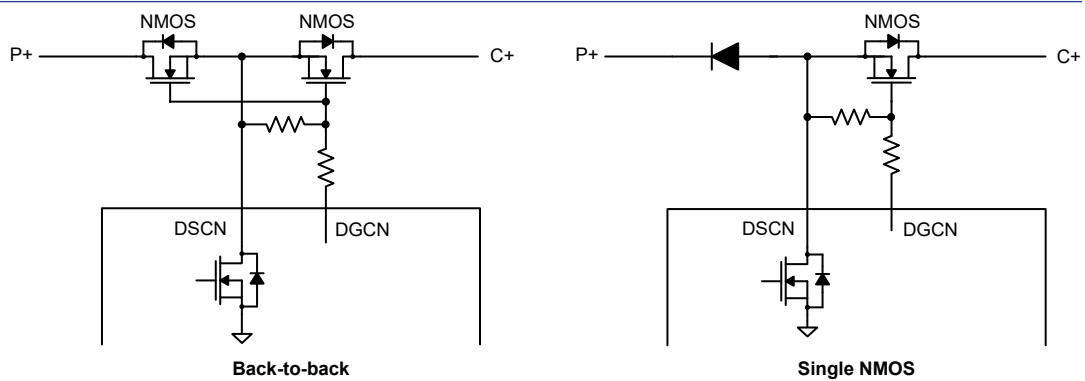 NMOS
NMOS
P+
C+
DSCN
DGCN
Back-to-back
NMOS
P+
C+
DSCN
DGCN
Single NMOS